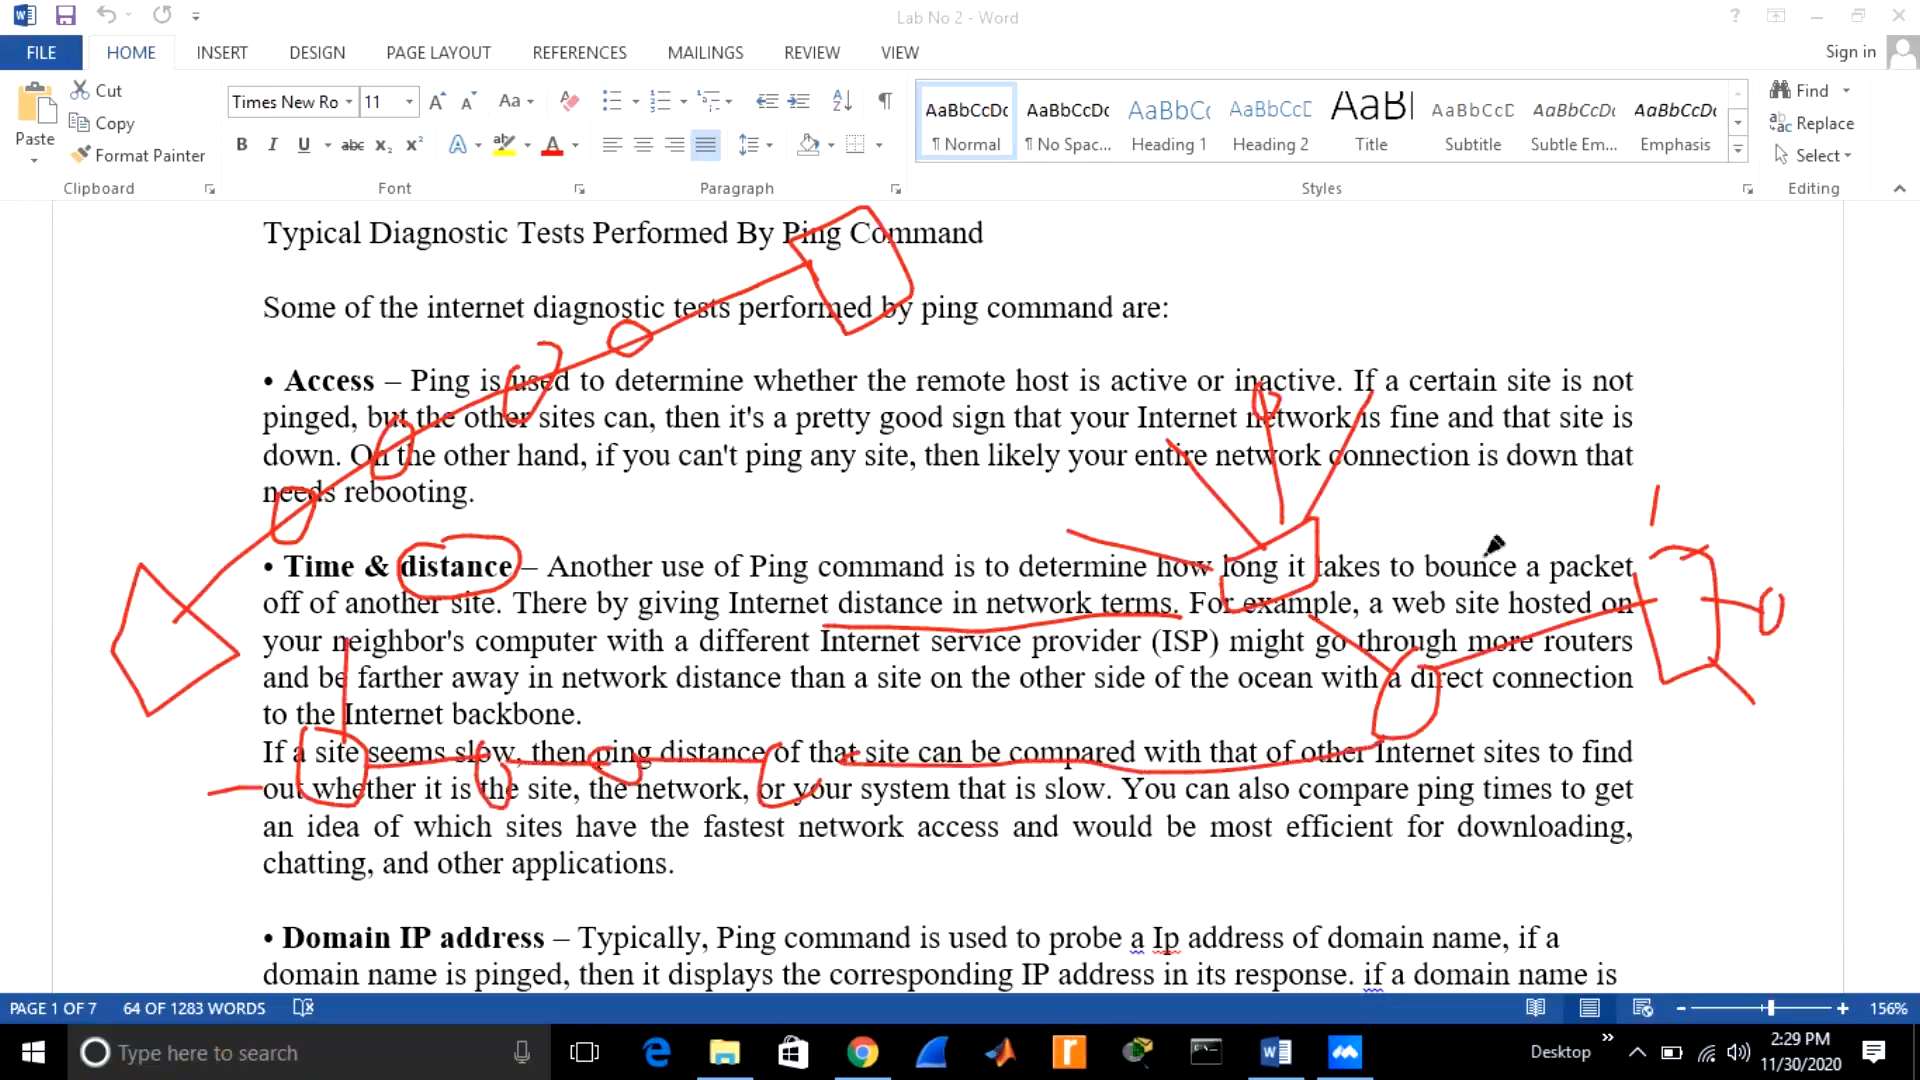 Lab No 2 - Word
FILE HOME INSERT DESIGN PAGE LAYOUT REFERENCES MAILINGS REVIEW VIEW Sign in
Cut
Copy
Format Painter
Paste
Clipboard
Times New Ro 11
Font
Paragraph
AaBbCcDc AaBbCcDc AaBbC( AaBbCcD AaB| AaBbCcD AaBbCcDc AaBbCcDc
¶ Normal ¶ No Spac... Heading 1 Heading 2 Title Subtitle Subtle Em... Emphasis
Styles
Find
Replace
Select
Editing
Typical Diagnostic Tests Performed By Ping Command
Some of the internet diagnostic tests performed by ping command are:
• Access – Ping is used to determine whether the remote host is active or inactive. If a certain site is not
pinged, but the other sites can, then it's a pretty good sign that your Internet network is fine and that site is
down. On the other hand, if you can't ping any site, then likely your entire network connection is down that
needs rebooting.
• Time & distance – Another use of Ping command is to determine how long it takes to bounce a packet
off of another site. There by giving Internet distance in network terms. For example, a web site hosted on
your neighbor's computer with a different Internet service provider (ISP) might go through more routers
and be farther away in network distance than a site on the other side of the ocean with a direct connection
to the Internet backbone.
If a site seems slow, then ping distance of that site can be compared with that of other Internet sites to find
out whether it is the site, the network, or your system that is slow. You can also compare ping times to get
an idea of which sites have the fastest network access and would be most efficient for downloading,
chatting, and other applications.
• Domain IP address – Typically, Ping command is used to probe a Ip address of domain name, if a
domain name is pinged, then it displays the corresponding IP address in its response. if a domain name is
PAGE 1 OF 7 64 OF 1283 WORDS 156%
Type here to search
Desktop
2:29 PM
11/30/2020